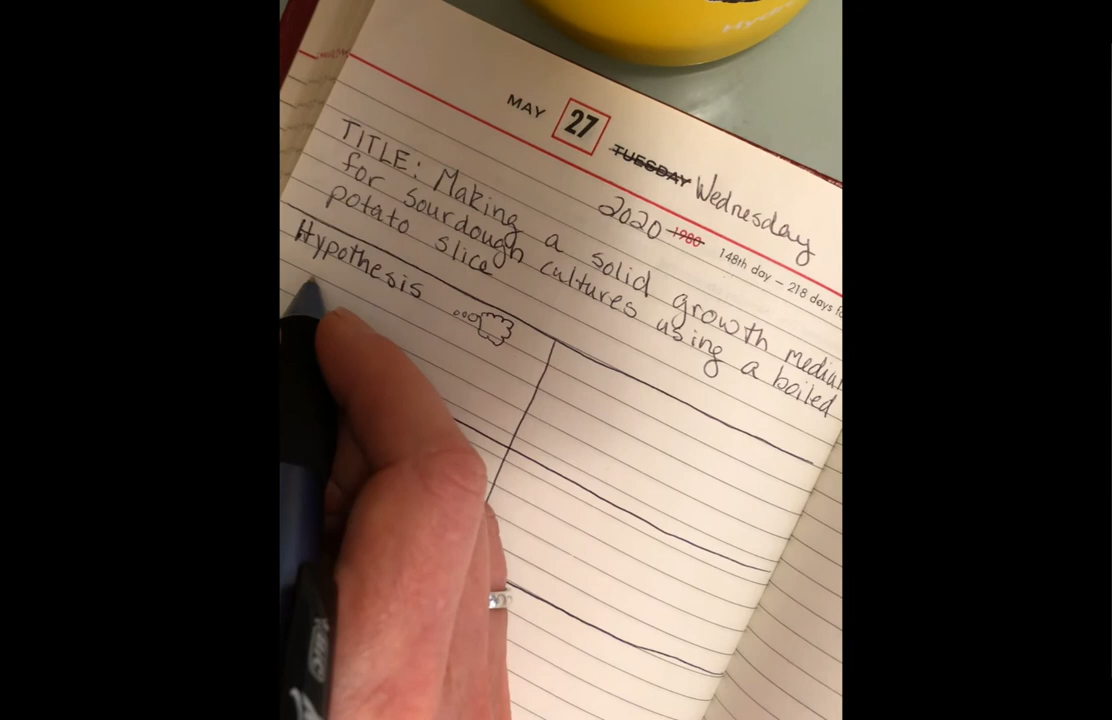 MAY 27 TUESDAY Wednesday
2020 1980 148th day – 218 days
TITLE: Making a solid growth
for sourdough cultures using a boiled
potato slice
Hypothesis
BIC